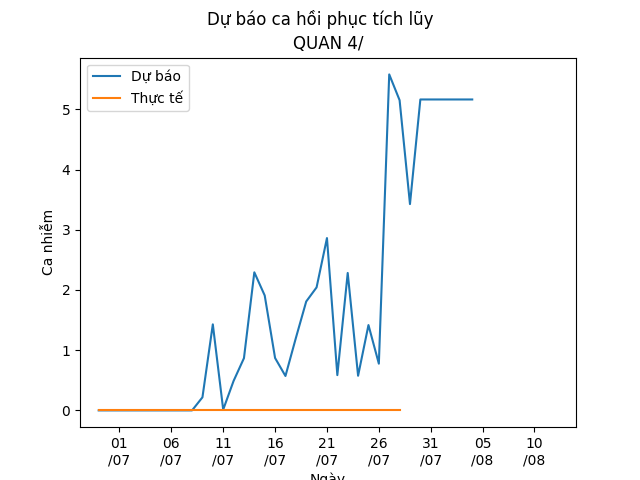 Dự báo ca hồi phục tích lũy
QUAN 4/
Dự báo
Thực tế
Ca nhiễm
5
4
3
2
1
0
01 06 11 16 21 26 31 05 10
/07 /07 /07 /07 /07 /07 /07 /08 /08
Ngày